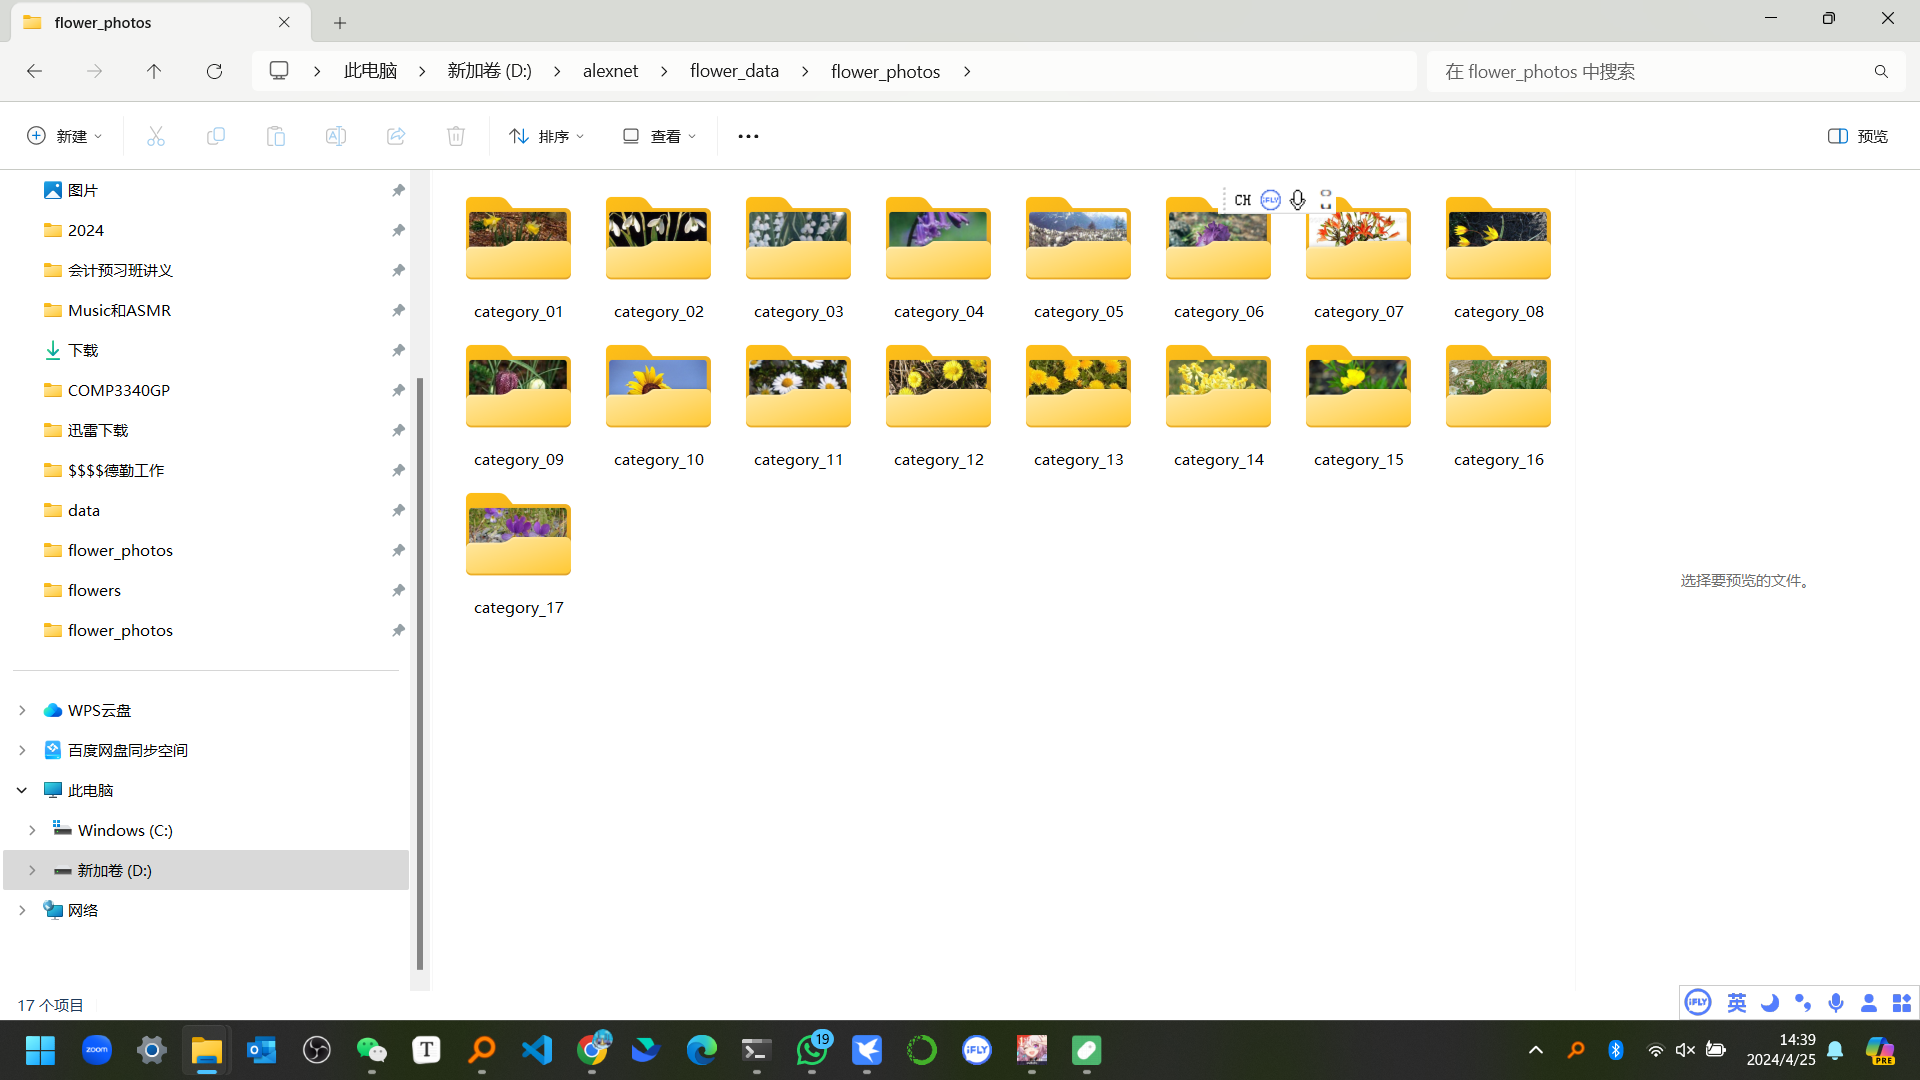 flower_photos
此电脑 新加卷 (D:) alexnet flower_data flower_photos 在 flower_photos 中搜索
新建 排序 查看 预览
图片
2024
会计预习班讲义
Music和ASMR
下载
COMP3340GP
迅雷下载
$$$$德勤工作
data
flower_photos
flowers
flower_photos
WPS云盘
百度网盘同步空间
此电脑
Windows (C:)
新加卷 (D:)
网络
CH iFLY
category_01 category_02 category_03 category_04 category_05 category_06 category_07 category_08
category_09 category_10 category_11 category_12 category_13 category_14 category_15 category_16
category_17
选择要预览的文件。
17 个项目
iFLY 英
zoom T 19 iFLY
14:39
2024/4/25
PRE